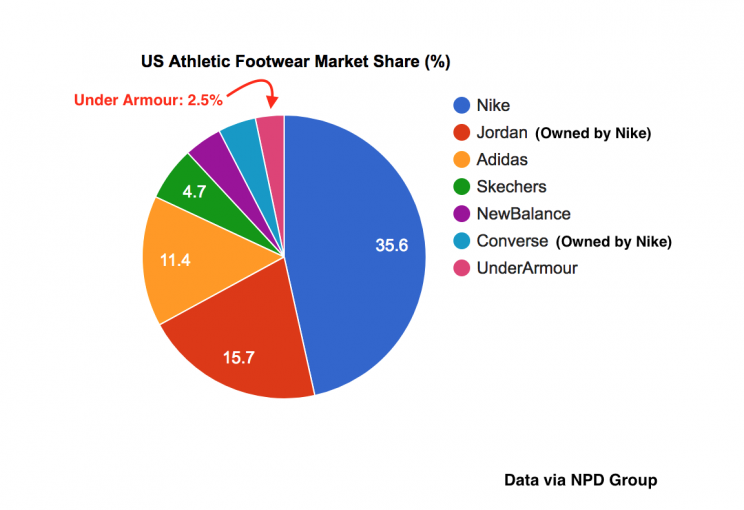 US Athletic Footwear Market Share (%)
Under Armour: 2.5%
Nike
Jordan (Owned by Nike)
Adidas
Skechers
NewBalance
Converse (Owned by Nike)
UnderArmour
4.7
35.6
11.4
15.7
Data via NPD Group